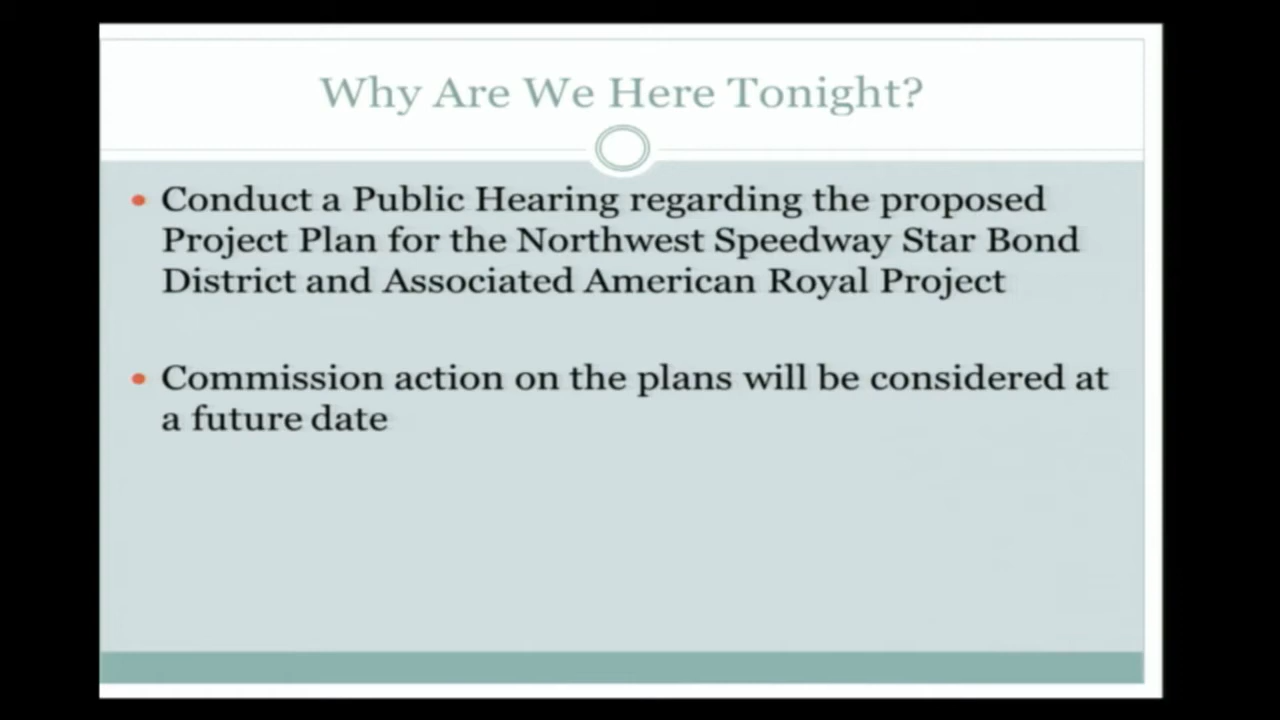 Why Are We Here Tonight?
• Conduct a Public Hearing regarding the proposed
Project Plan for the Northwest Speedway Star Bond
District and Associated American Royal Project
• Commission action on the plans will be considered at
a future date